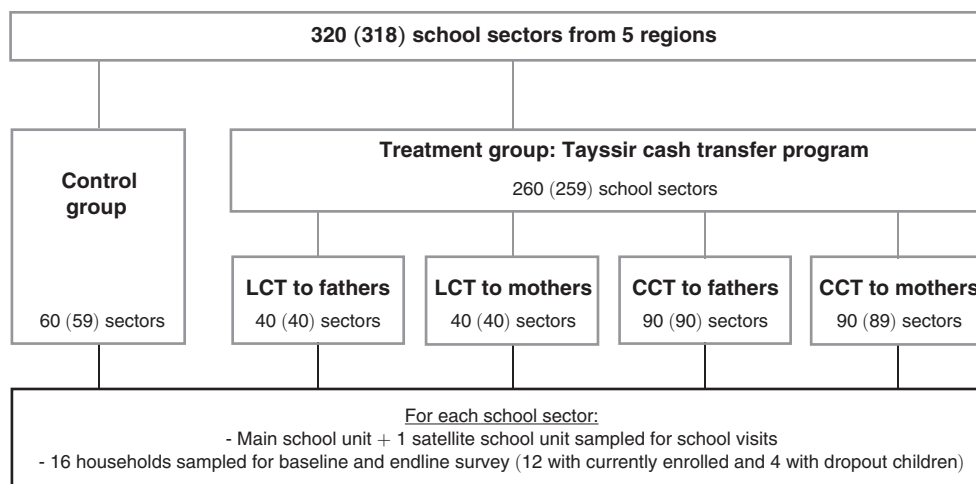 320 (318) school sectors from 5 regions
Control
group
60 (59) sectors
Treatment group: Tayssir cash transfer program
260 (259) school sectors
LCT to fathers
40 (40) sectors
LCT to mothers
40 (40) sectors
CCT to fathers
90 (90) sectors
CCT to mothers
90 (89) sectors
For each school sector:
- Main school unit + 1 satellite school unit sampled for school visits
- 16 households sampled for baseline and endline survey (12 with currently enrolled and 4 with dropout children)